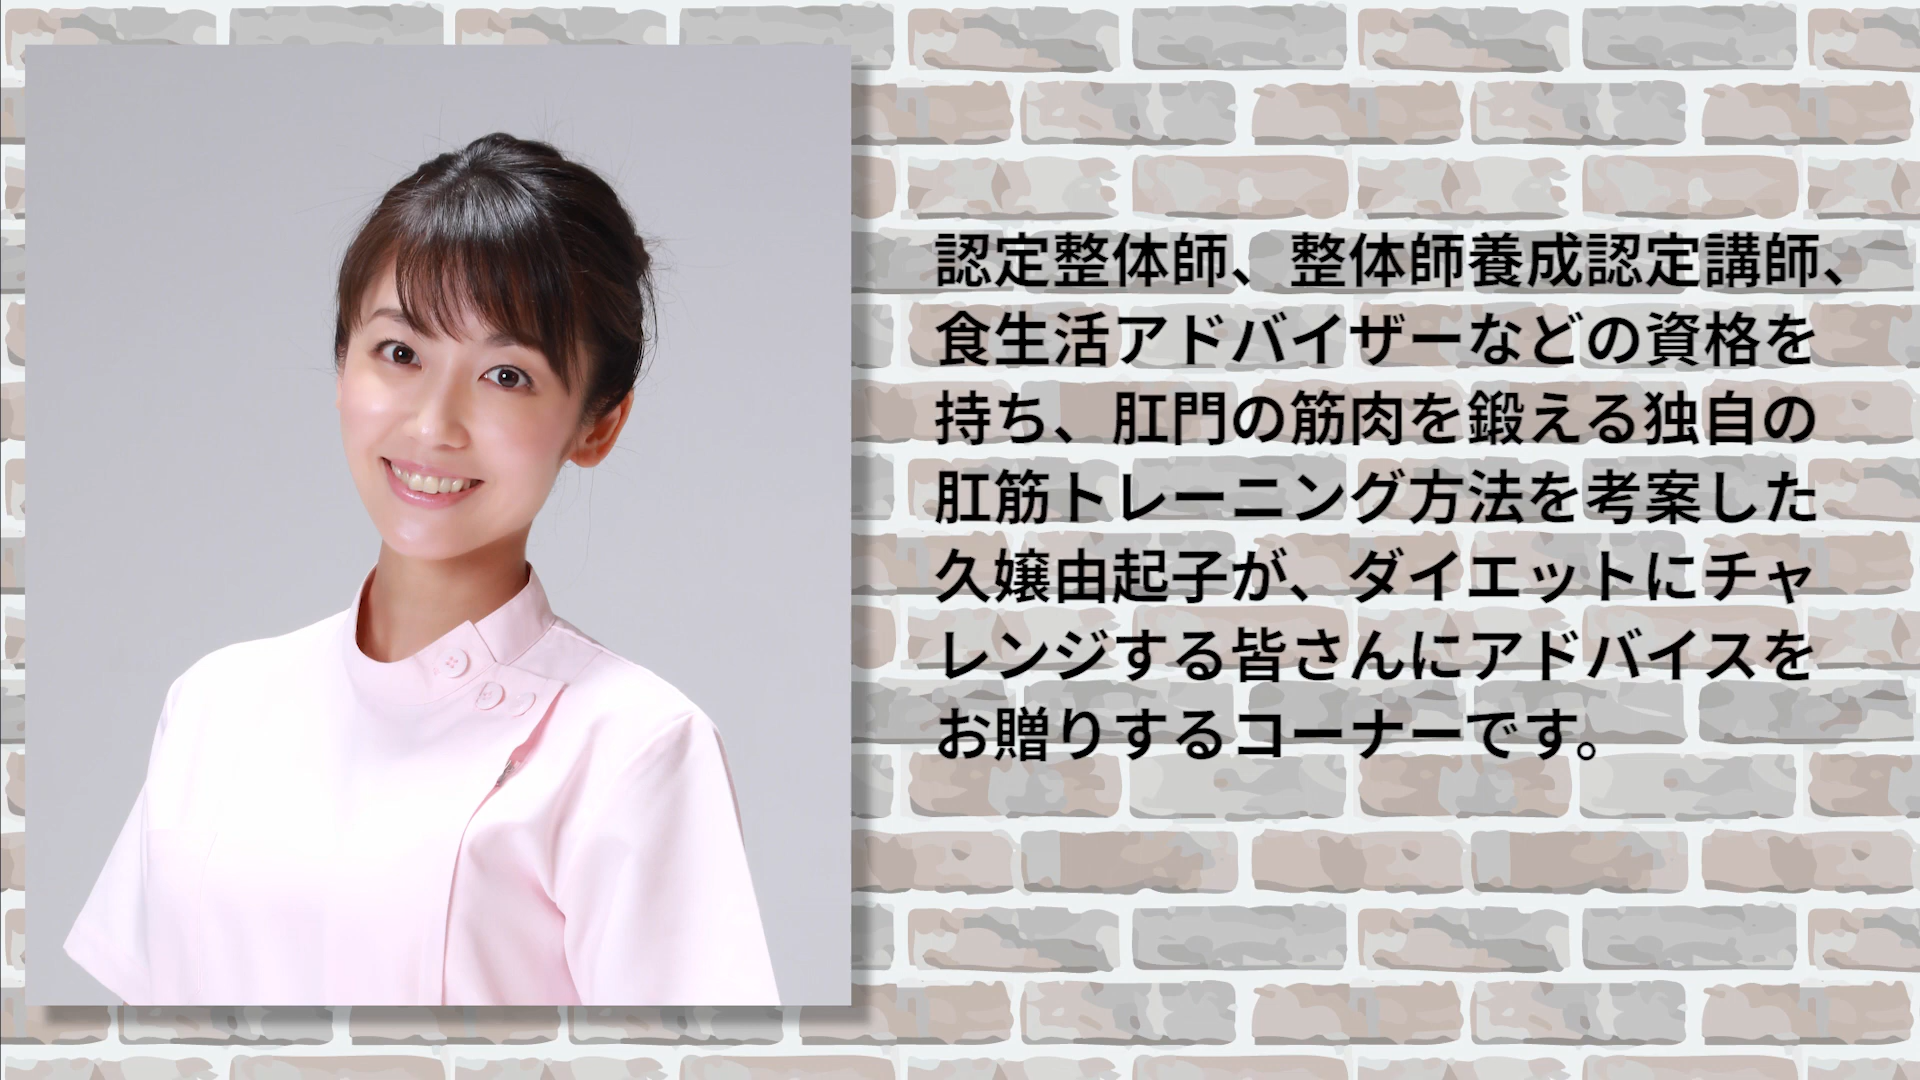 認定整体師、整体師養成認定講師、
食生活アドバイザーなどの資格を
持ち、肛門の筋肉を鍛える独自の
肛筋トレーニング方法を考案した
久嬢由起子が、ダイエットにチャ
レンジする皆さんにアドバイスを
お贈りするコーナーです。